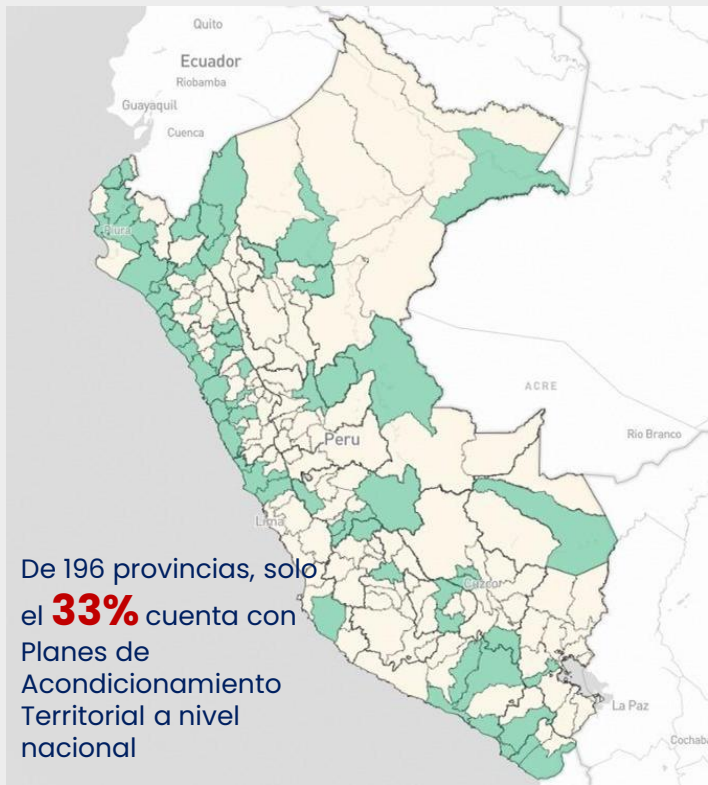 Quito
Ecuador
Riobamba
Guayaquil
Cuenca
Piura
ACRE
Peru
Rio Branco
Lima
De 196 provincias, solo
el 33% cuenta con
Cuzco
Planes de
Acondicionamiento
Territorial a nivel
La Paz
nacional
Cochab